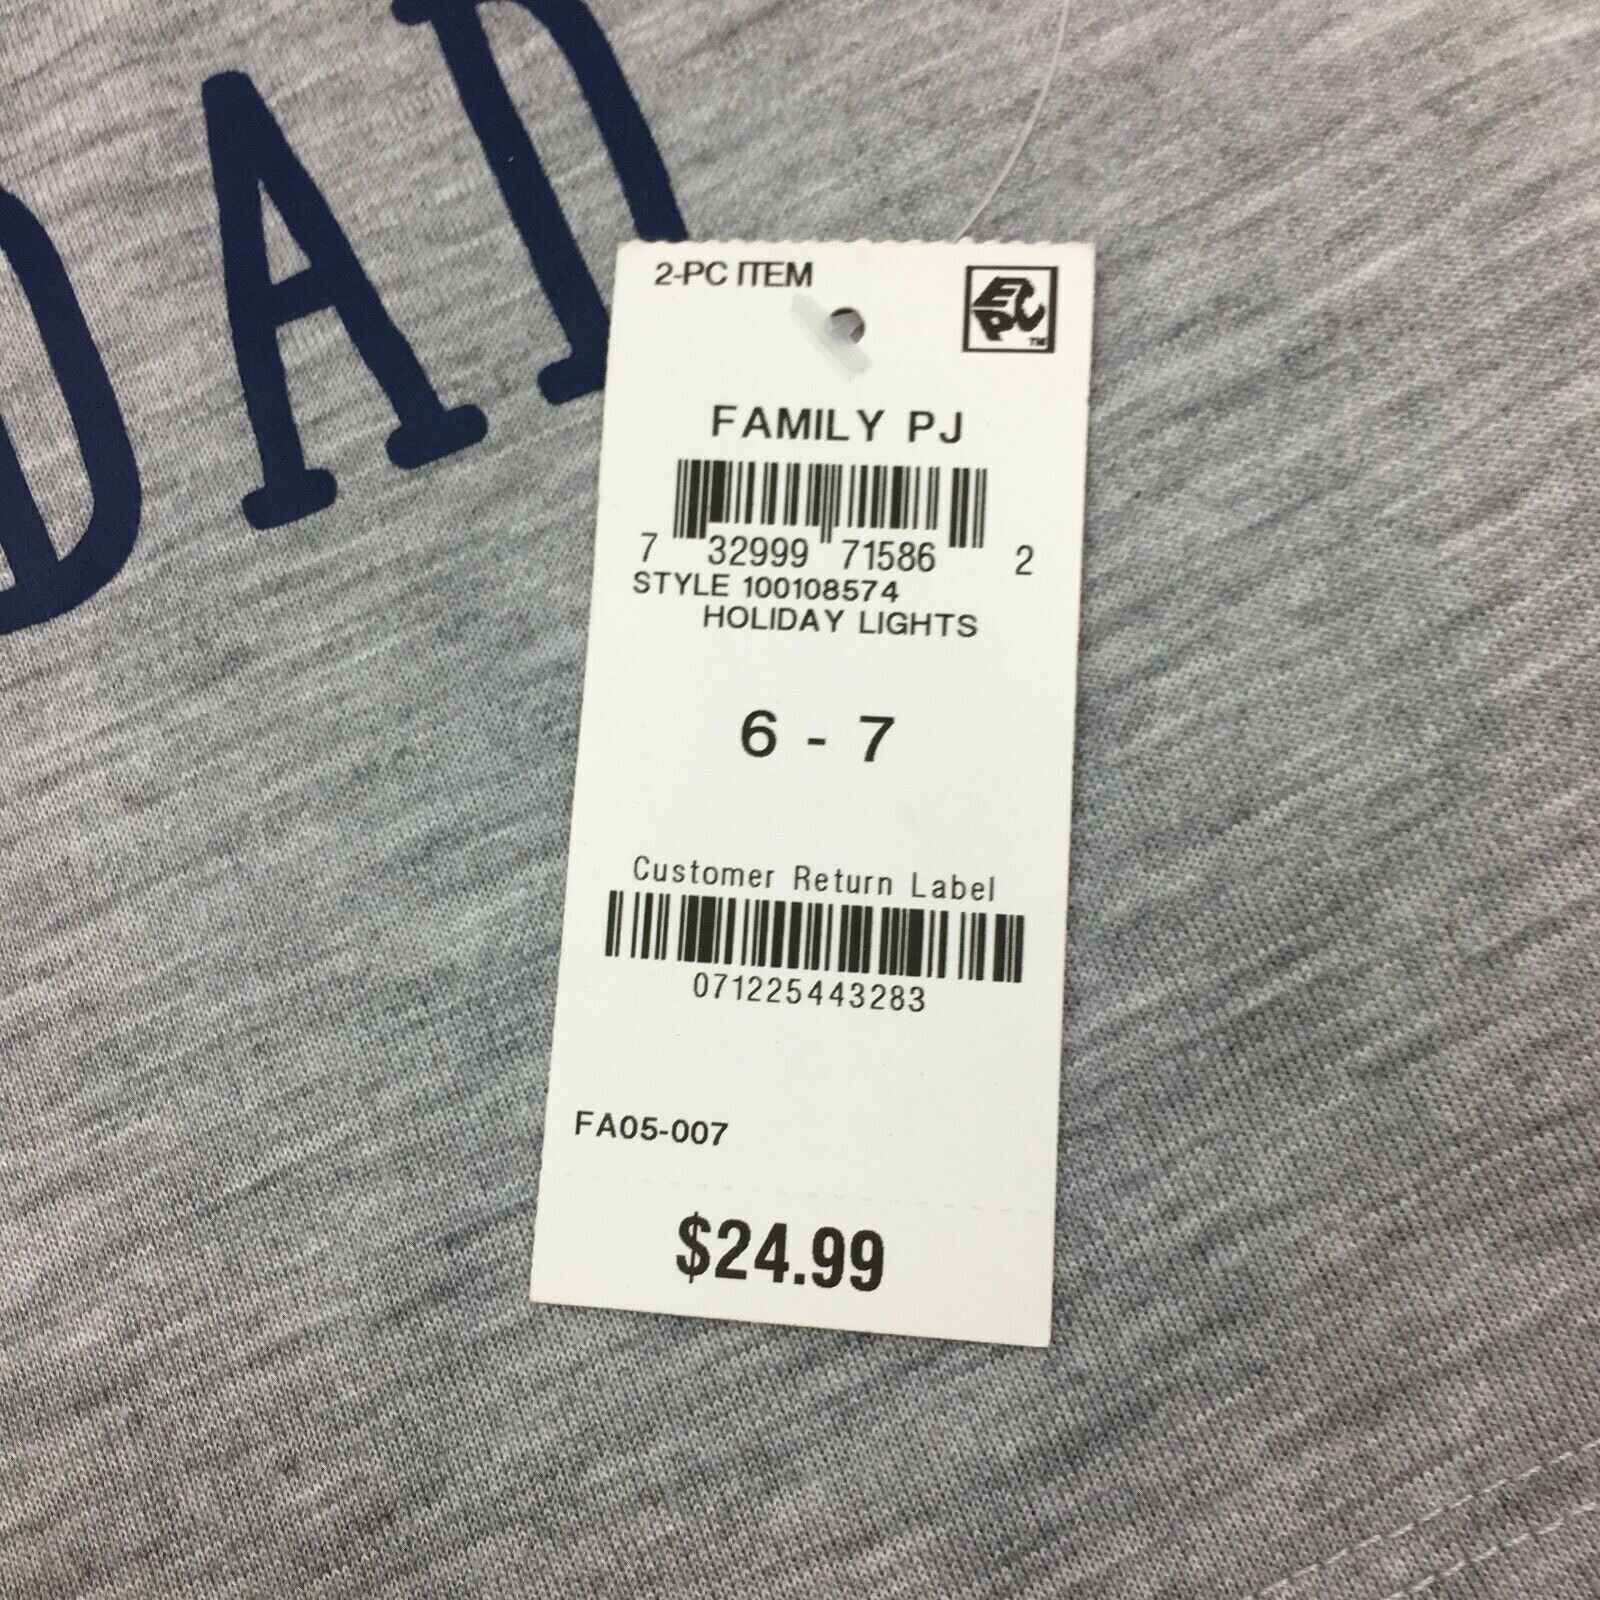 DAD
2-PC ITEM
EPC™
FAMILY PJ
7 32999 71586 2
STYLE 100108574
HOLIDAY LIGHTS
6 - 7
Customer Return Label
071225443283
FA05-007
$24.99